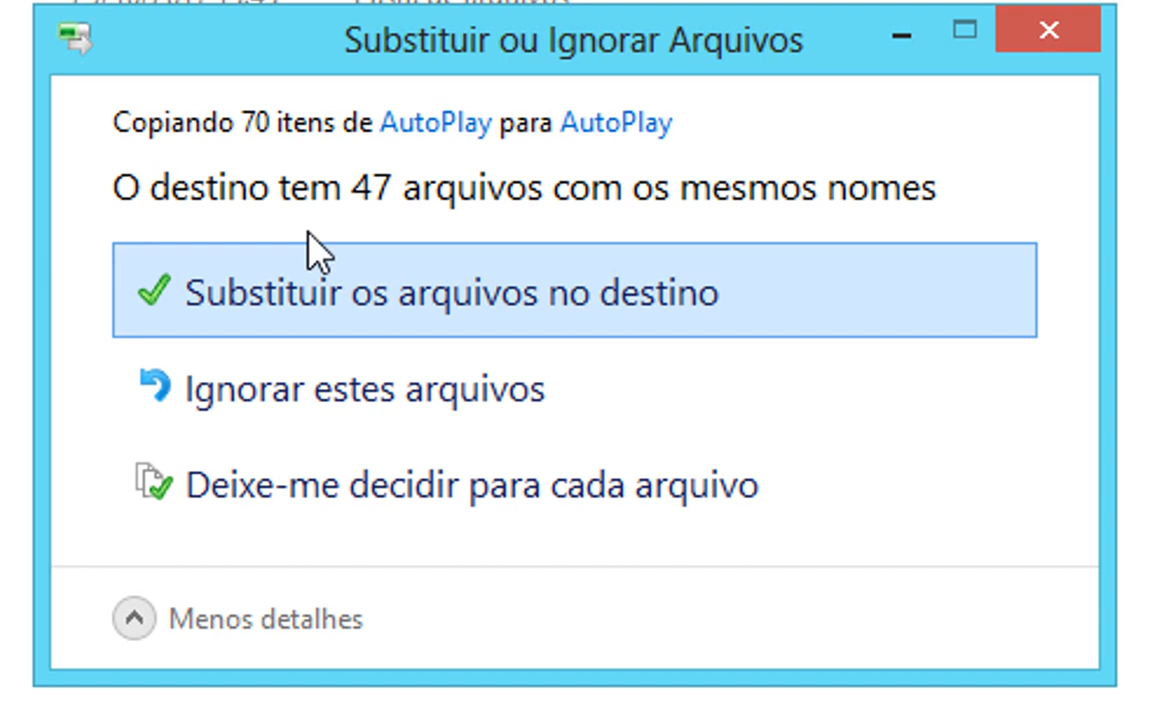 Substituir ou Ignorar Arquivos
Copiando 70 itens de AutoPlay para AutoPlay
O destino tem 47 arquivos com os mesmos nomes
Substituir os arquivos no destino
Ignorar estes arquivos
Deixe-me decidir para cada arquivo
Menos detalhes